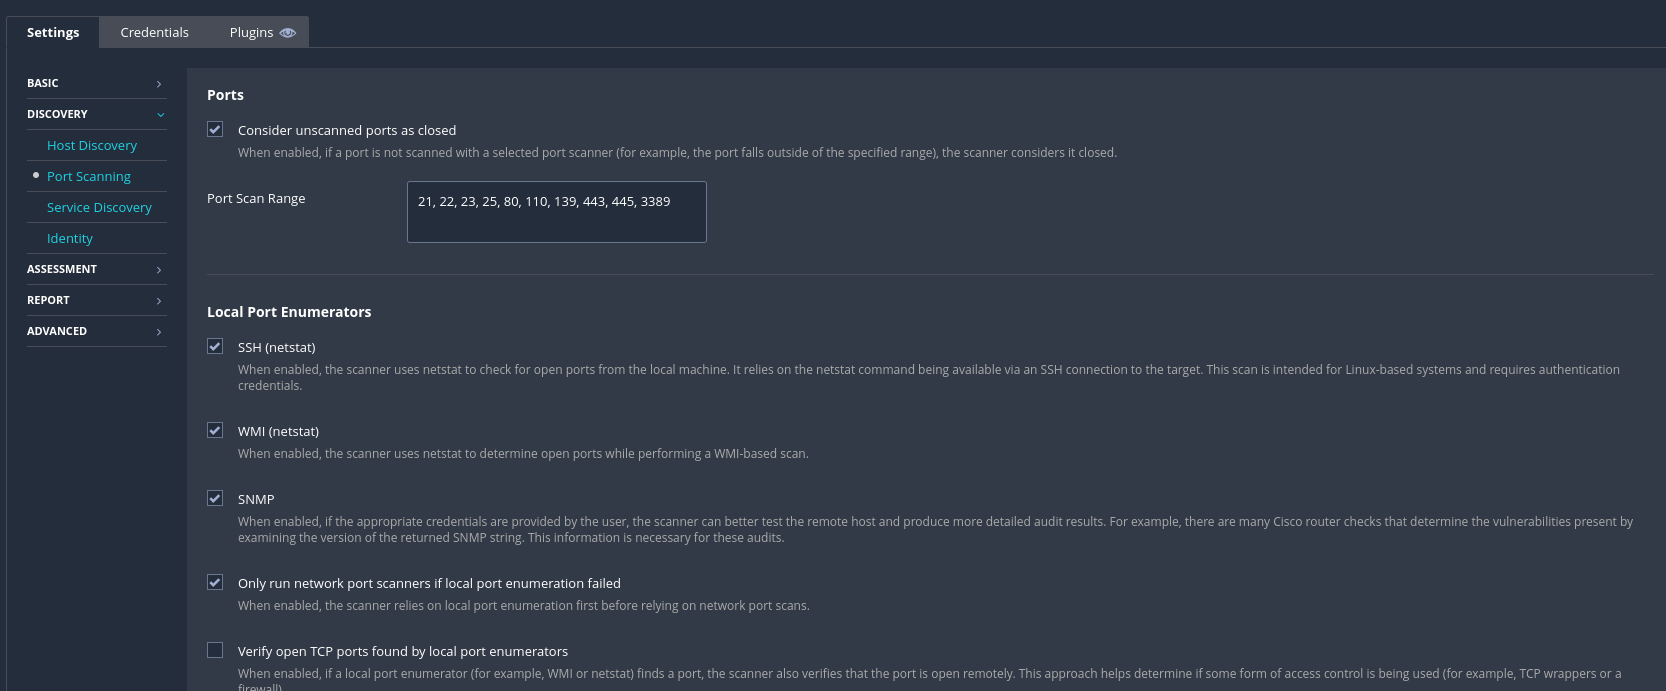 Settings
Credentials
Plugins
BASIC
DISCOVERY
Host Discovery
Port Scanning
Service Discovery
Identity
ASSESSMENT
REPORT
ADVANCED
Ports
Consider unscanned ports as closed
When enabled, if a port is not scanned with a selected port scanner (for example, the port falls outside of the specified range), the scanner considers it closed.
Port Scan Range
21, 22, 23, 25, 80, 110, 139, 443, 445, 3389
Local Port Enumerators
SSH (netstat)
When enabled, the scanner uses netstat to check for open ports from the local machine. It relies on the netstat command being available via an SSH connection to the target. This scan is intended for Linux-based systems and requires authentication
credentials.
WMI (netstat)
When enabled, the scanner uses netstat to determine open ports while performing a WMI-based scan.
SNMP
When enabled, if the appropriate credentials are provided by the user, the scanner can better test the remote host and produce more detailed audit results. For example, there are many Cisco router checks that determine the vulnerabilities present by
examining the version of the returned SNMP string. This information is necessary for these audits.
Only run network port scanners if local port enumeration failed
When enabled, the scanner relies on local port enumeration first before relying on network port scans.
Verify open TCP ports found by local port enumerators
When enabled, if a local port enumerator (for example, WMI or netstat) finds a port, the scanner also verifies that the port is open remotely. This approach helps determine if some form of access control is being used (for example, TCP wrappers or a
firewall)